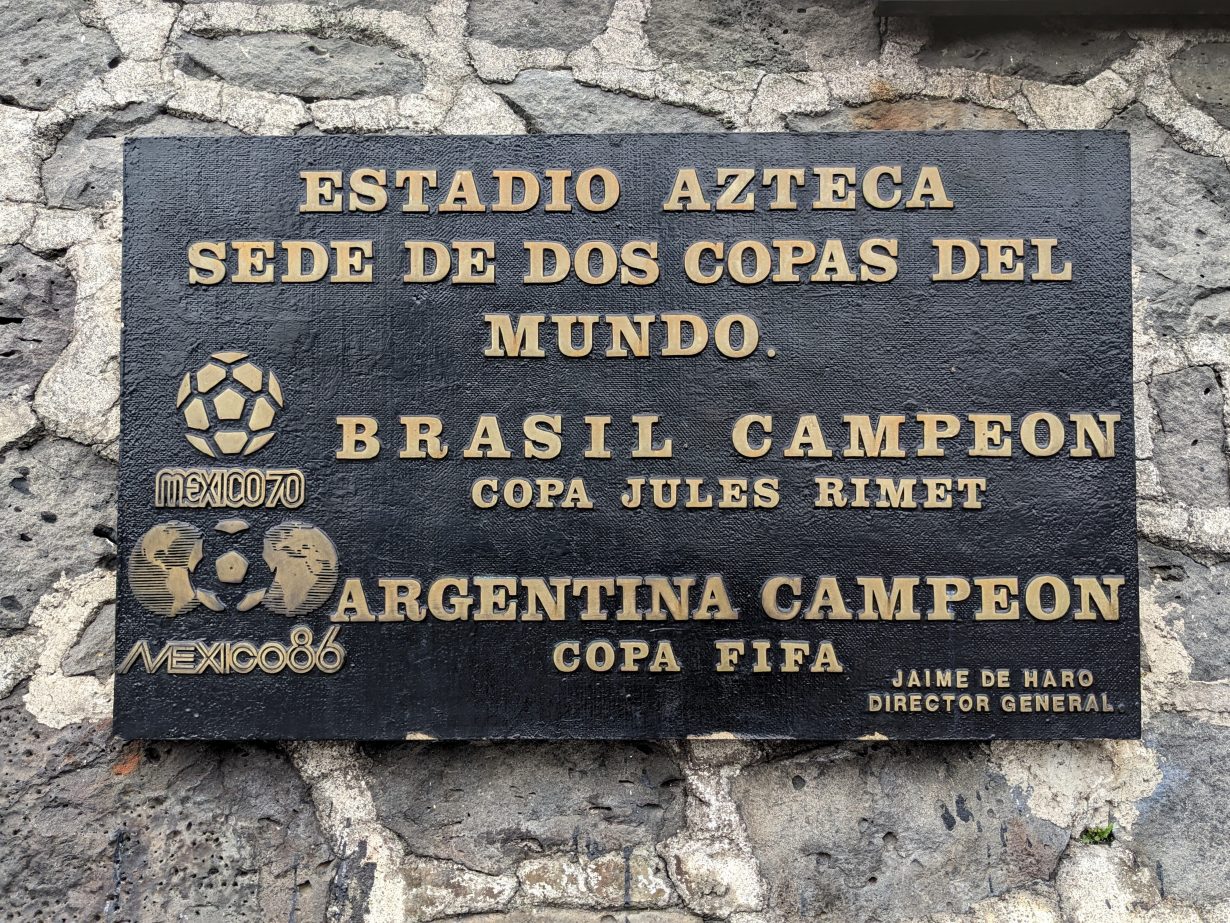 ESTADIO AZTECA
SEDE DE DOS COPAS DEL
MUNDO.
MEXICO70
BRASIL CAMPEON
COPA JULES RIMET
MEXICO86
ARGENTINA CAMPEON
COPA FIFA
JAIME DE HARO
DIRECTOR GENERAL.